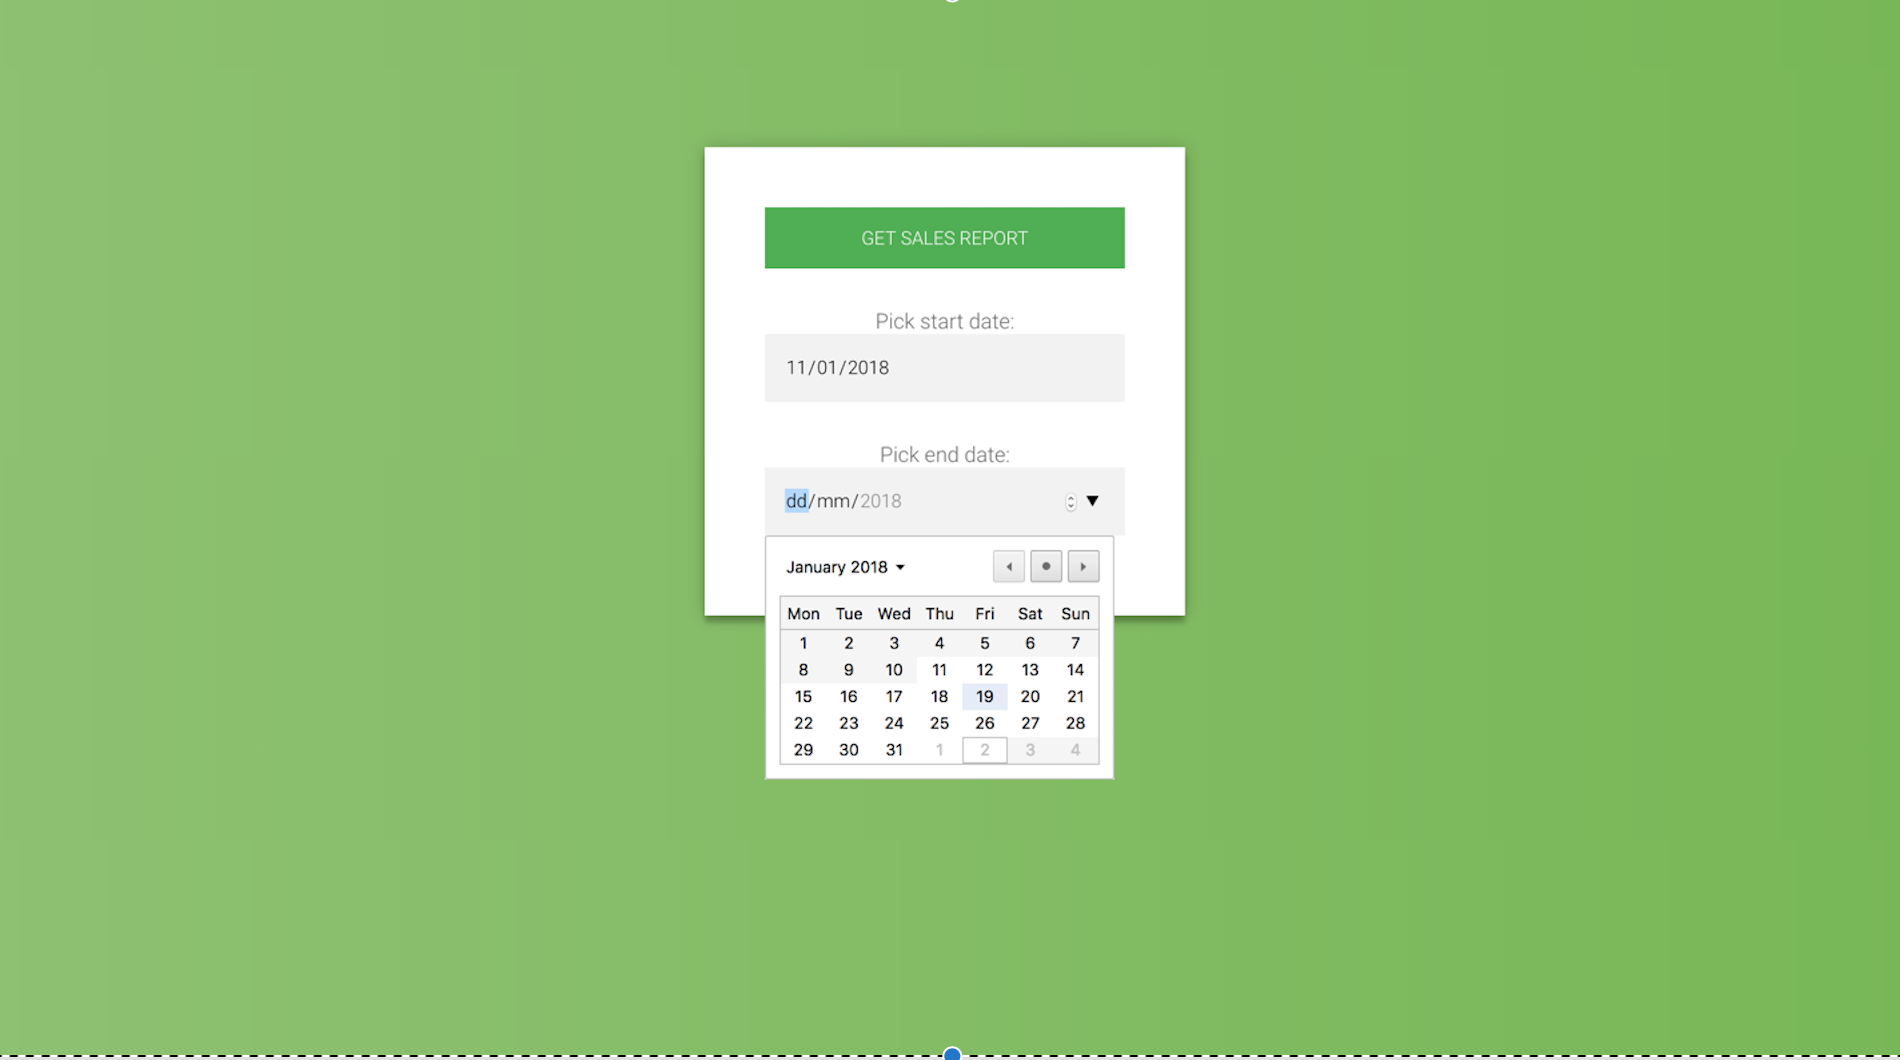 GET SALES REPORT
Pick start date:
11/01/2018
Pick end date:
dd/mm/2018
January 2018
Mon Tue Wed Thu Fri Sat Sun
1 2 3 4 5 6 7
8 9 10 11 12 13 14
15 16 17 18 19 20 21
22 23 24 25 26 27 28
29 30 31 1 2 3 4